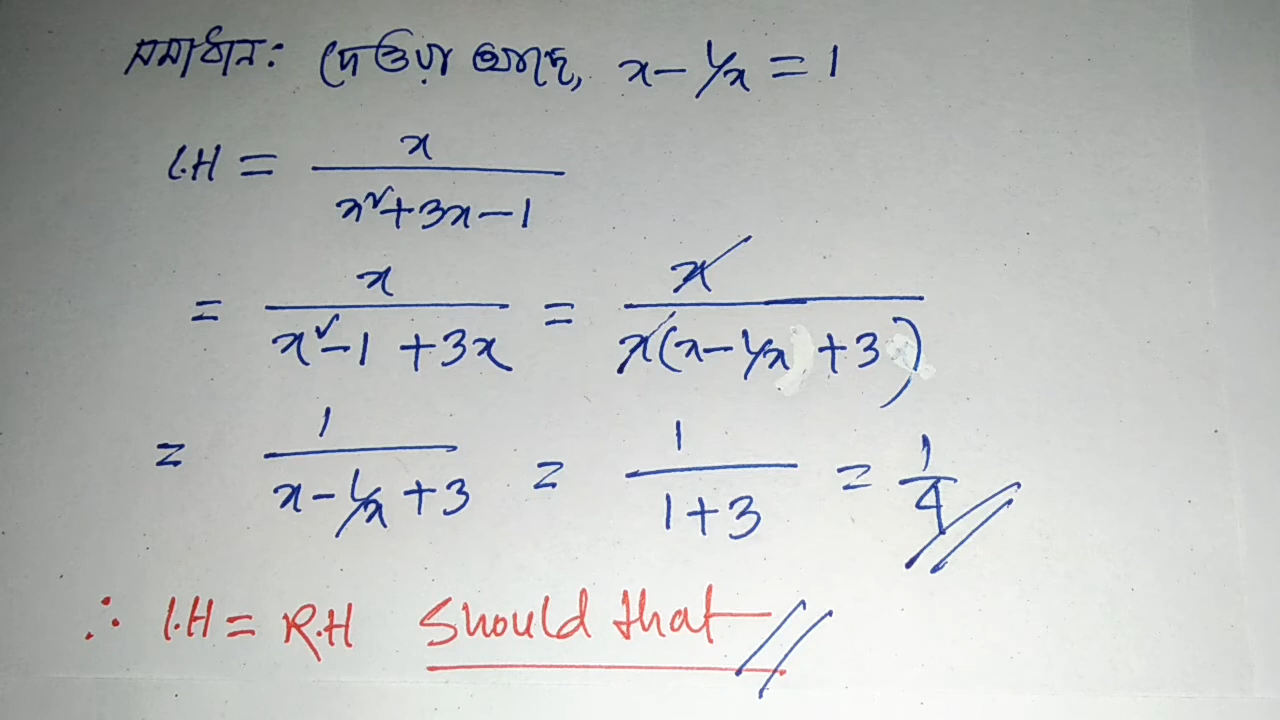 সমাধান: দেওয়া আছে, x - 1/x = 1
L.H = x / (x² + 3x - 1)
= x / (x² - 1 + 3x) = x / (x(x - 1/x + 3))
= 1 / (x - 1/x + 3) = 1 / (1 + 3) = 1/4
∴ L.H = R.H Should that